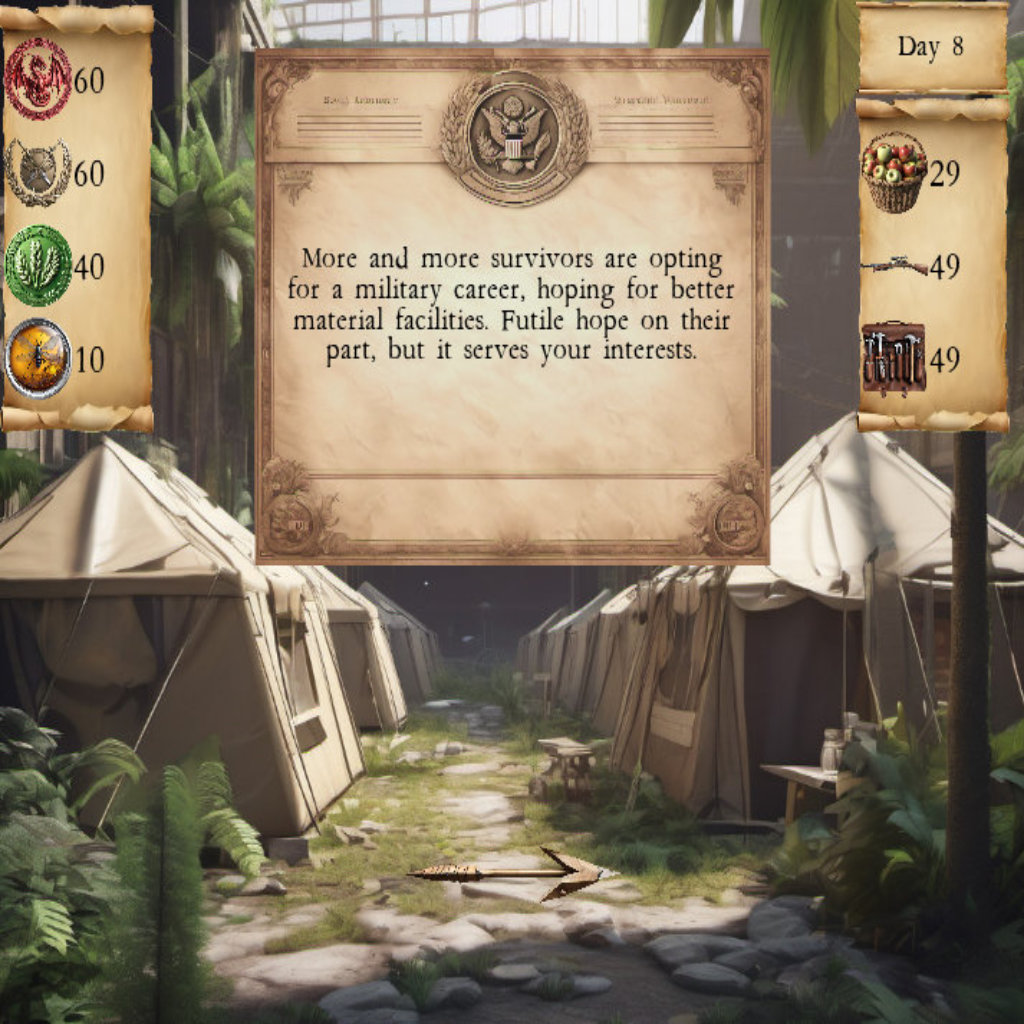 60
60
40
10
More and more survivors are opting
for a military career, hoping for better
material facilities. Futile hope on their
part, but it serves your interests.
Day 8
29
49
49